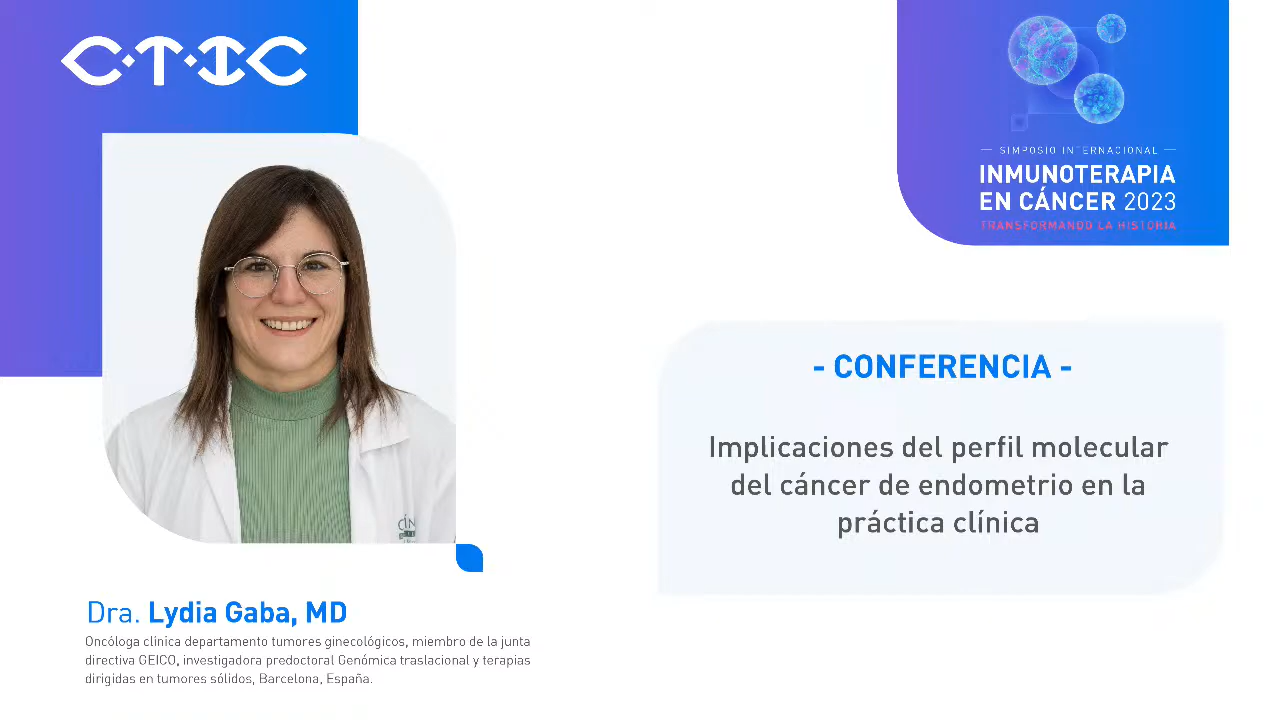 CTIC
SIMPOSIO INTERNACIONAL
INMUNOTERAPIA
EN CÁNCER 2023
TRANSFORMANDO LA HISTORIA
- CONFERENCIA -
Implicaciones del perfil molecular
del cáncer de endometrio en la
práctica clínica
Dra. Lydia Gaba, MD
Oncóloga clínica departamento tumores ginecológicos, miembro de la junta
directiva GEICO, investigadora predoctoral Genómica traslacional y terapias
dirigidas en tumores sólidos, Barcelona, España.